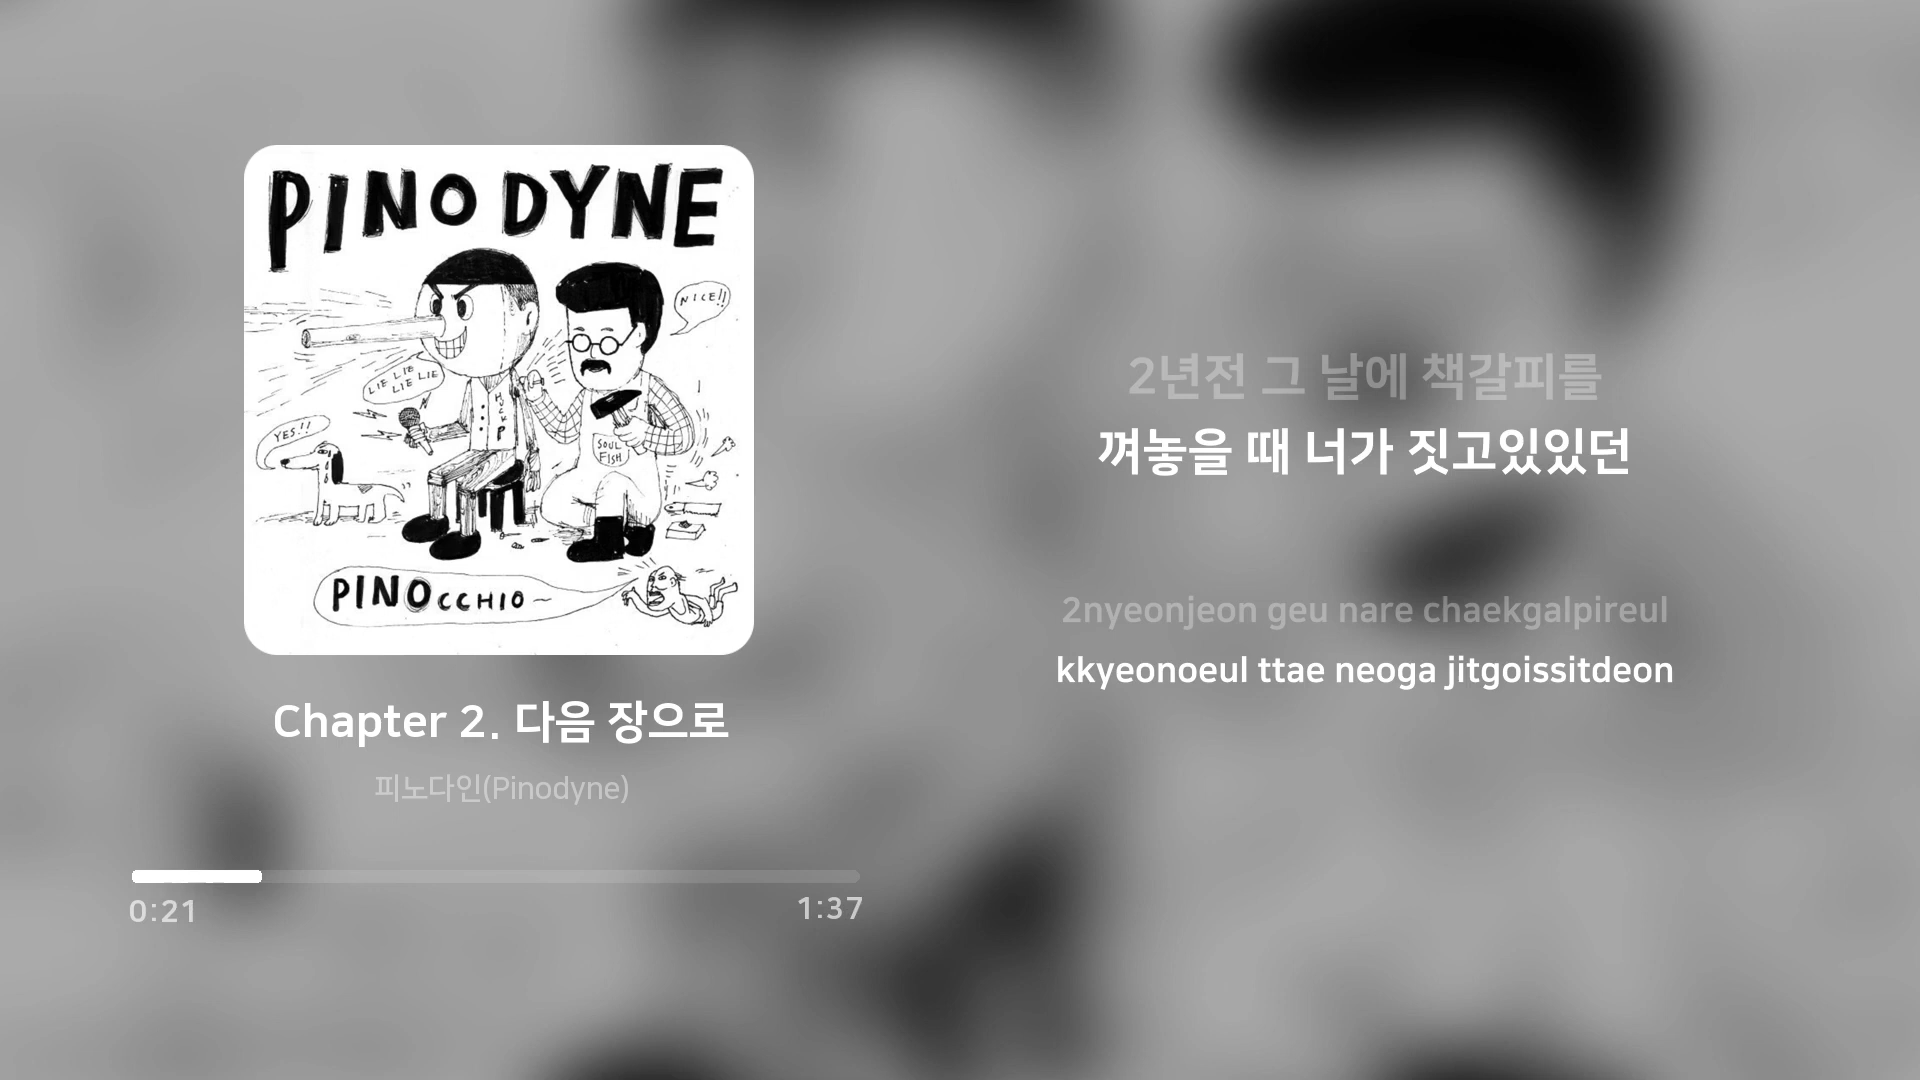 PINODYNE
NICE!!
LIE LIE
LIE LIE
YES!!
SOUL
FISH
PINOCCHIO~
Chapter 2. 다음 장으로
피노다인(Pinodyne)
0:21
1:37
2년전 그 날에 책갈피를
껴놓을 때 너가 짓고있있던
2nyeonjeon geu nare chaekgalpireul
kkyeonoeul ttae neoga jitgoissitdeon